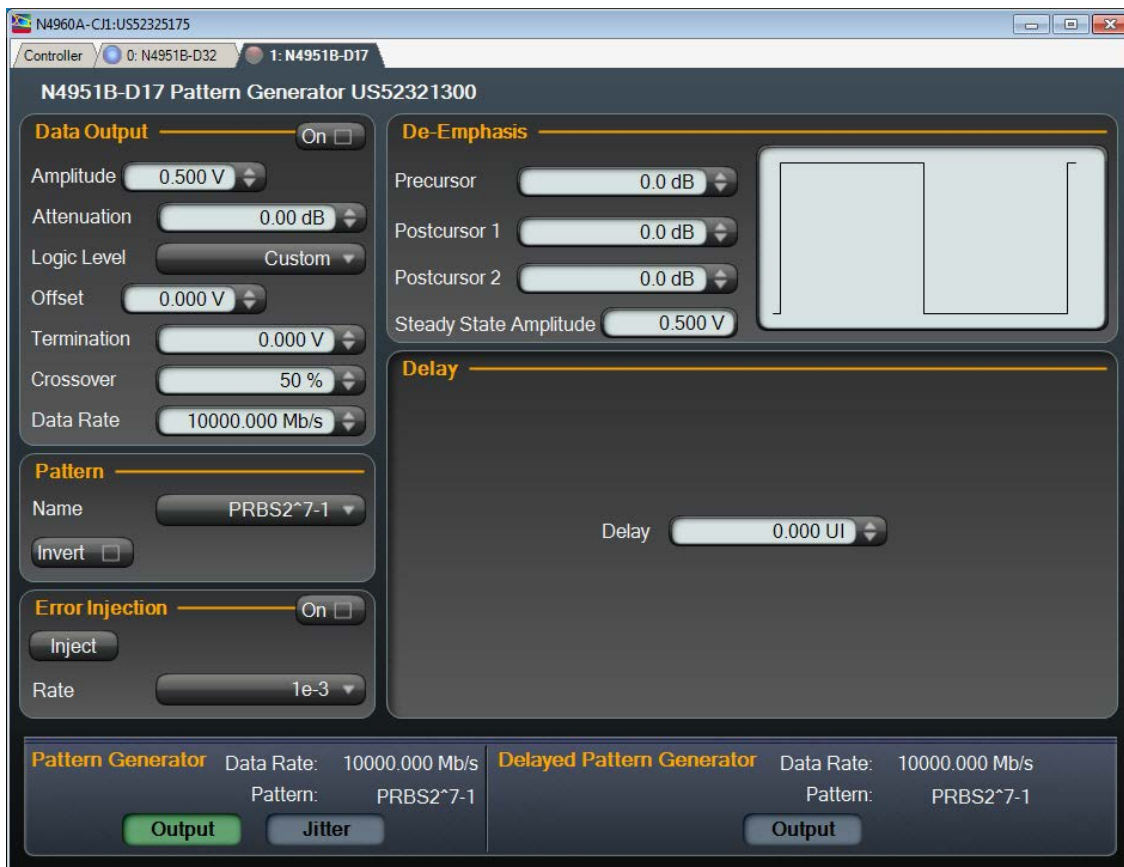 N4960A-CJ1:US52325175
Controller 0: N4951B-D32 1: N4951B-D17
N4951B-D17 Pattern Generator US52321300
Data Output On
Amplitude 0.500 V
Attenuation 0.00 dB
Logic Level Custom
Offset 0.000 V
Termination 0.000 V
Crossover 50 %
Data Rate 10000.000 Mb/s
Pattern
Name PRBS2^7-1
Invert
Error Injection On
Inject
Rate 1e-3
De-Emphasis
Precursor 0.0 dB
Postcursor 1 0.0 dB
Postcursor 2 0.0 dB
Steady State Amplitude 0.500 V
Delay
Delay 0.000 UI
Pattern Generator Data Rate: 10000.000 Mb/s
Pattern: PRBS2^7-1
Output Jitter
Delayed Pattern Generator Data Rate: 10000.000 Mb/s
Pattern: PRBS2^7-1
Output